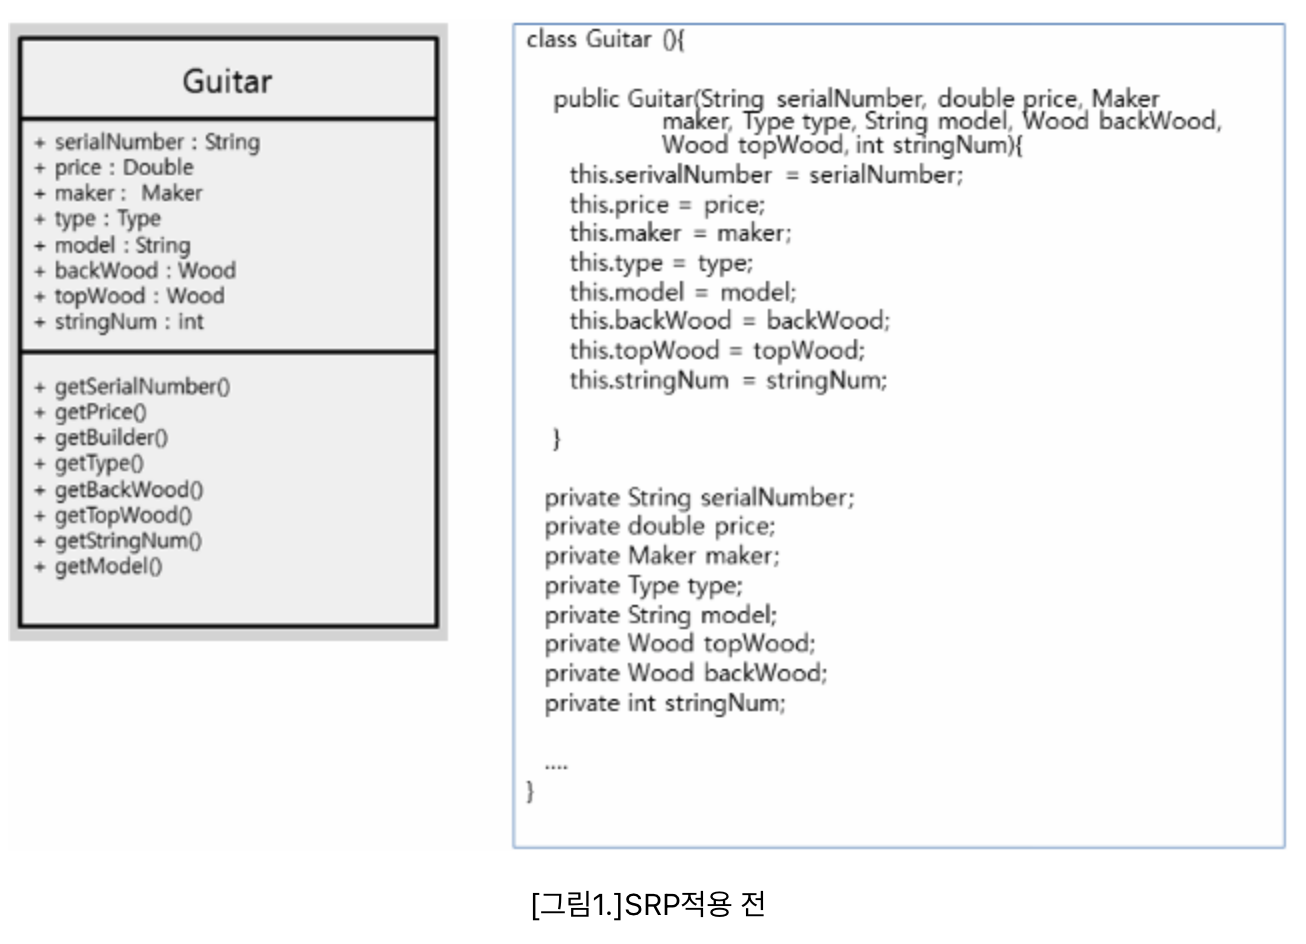 Guitar
+ serialNumber : String
+ price : Double
+ maker :  Maker
+ type : Type
+ model : String
+ backWood : Wood
+ topWood : Wood
+ stringNum : int
+ getSerialNumber()
+ getPrice()
+ getBuilder()
+ getType()
+ getBackWood()
+ getTopWood()
+ getStringNum()
+ getModel()
class Guitar (){
public Guitar(String serialNumber, double price, Maker
maker, Type type, String model, Wood backWood,
Wood topWood, int stringNum){
this.serivalNumber = serialNumber;
this.price = price;
this.maker = maker;
this.type = type;
this.model = model;
this.backWood = backWood;
this.topWood = topWood;
this.stringNum = stringNum;
}
private String serialNumber;
private double price;
private Maker maker;
private Type type;
private String model;
private Wood topWood;
private Wood backWood;
private int stringNum;
....
}
[그림1.]SRP적용 전